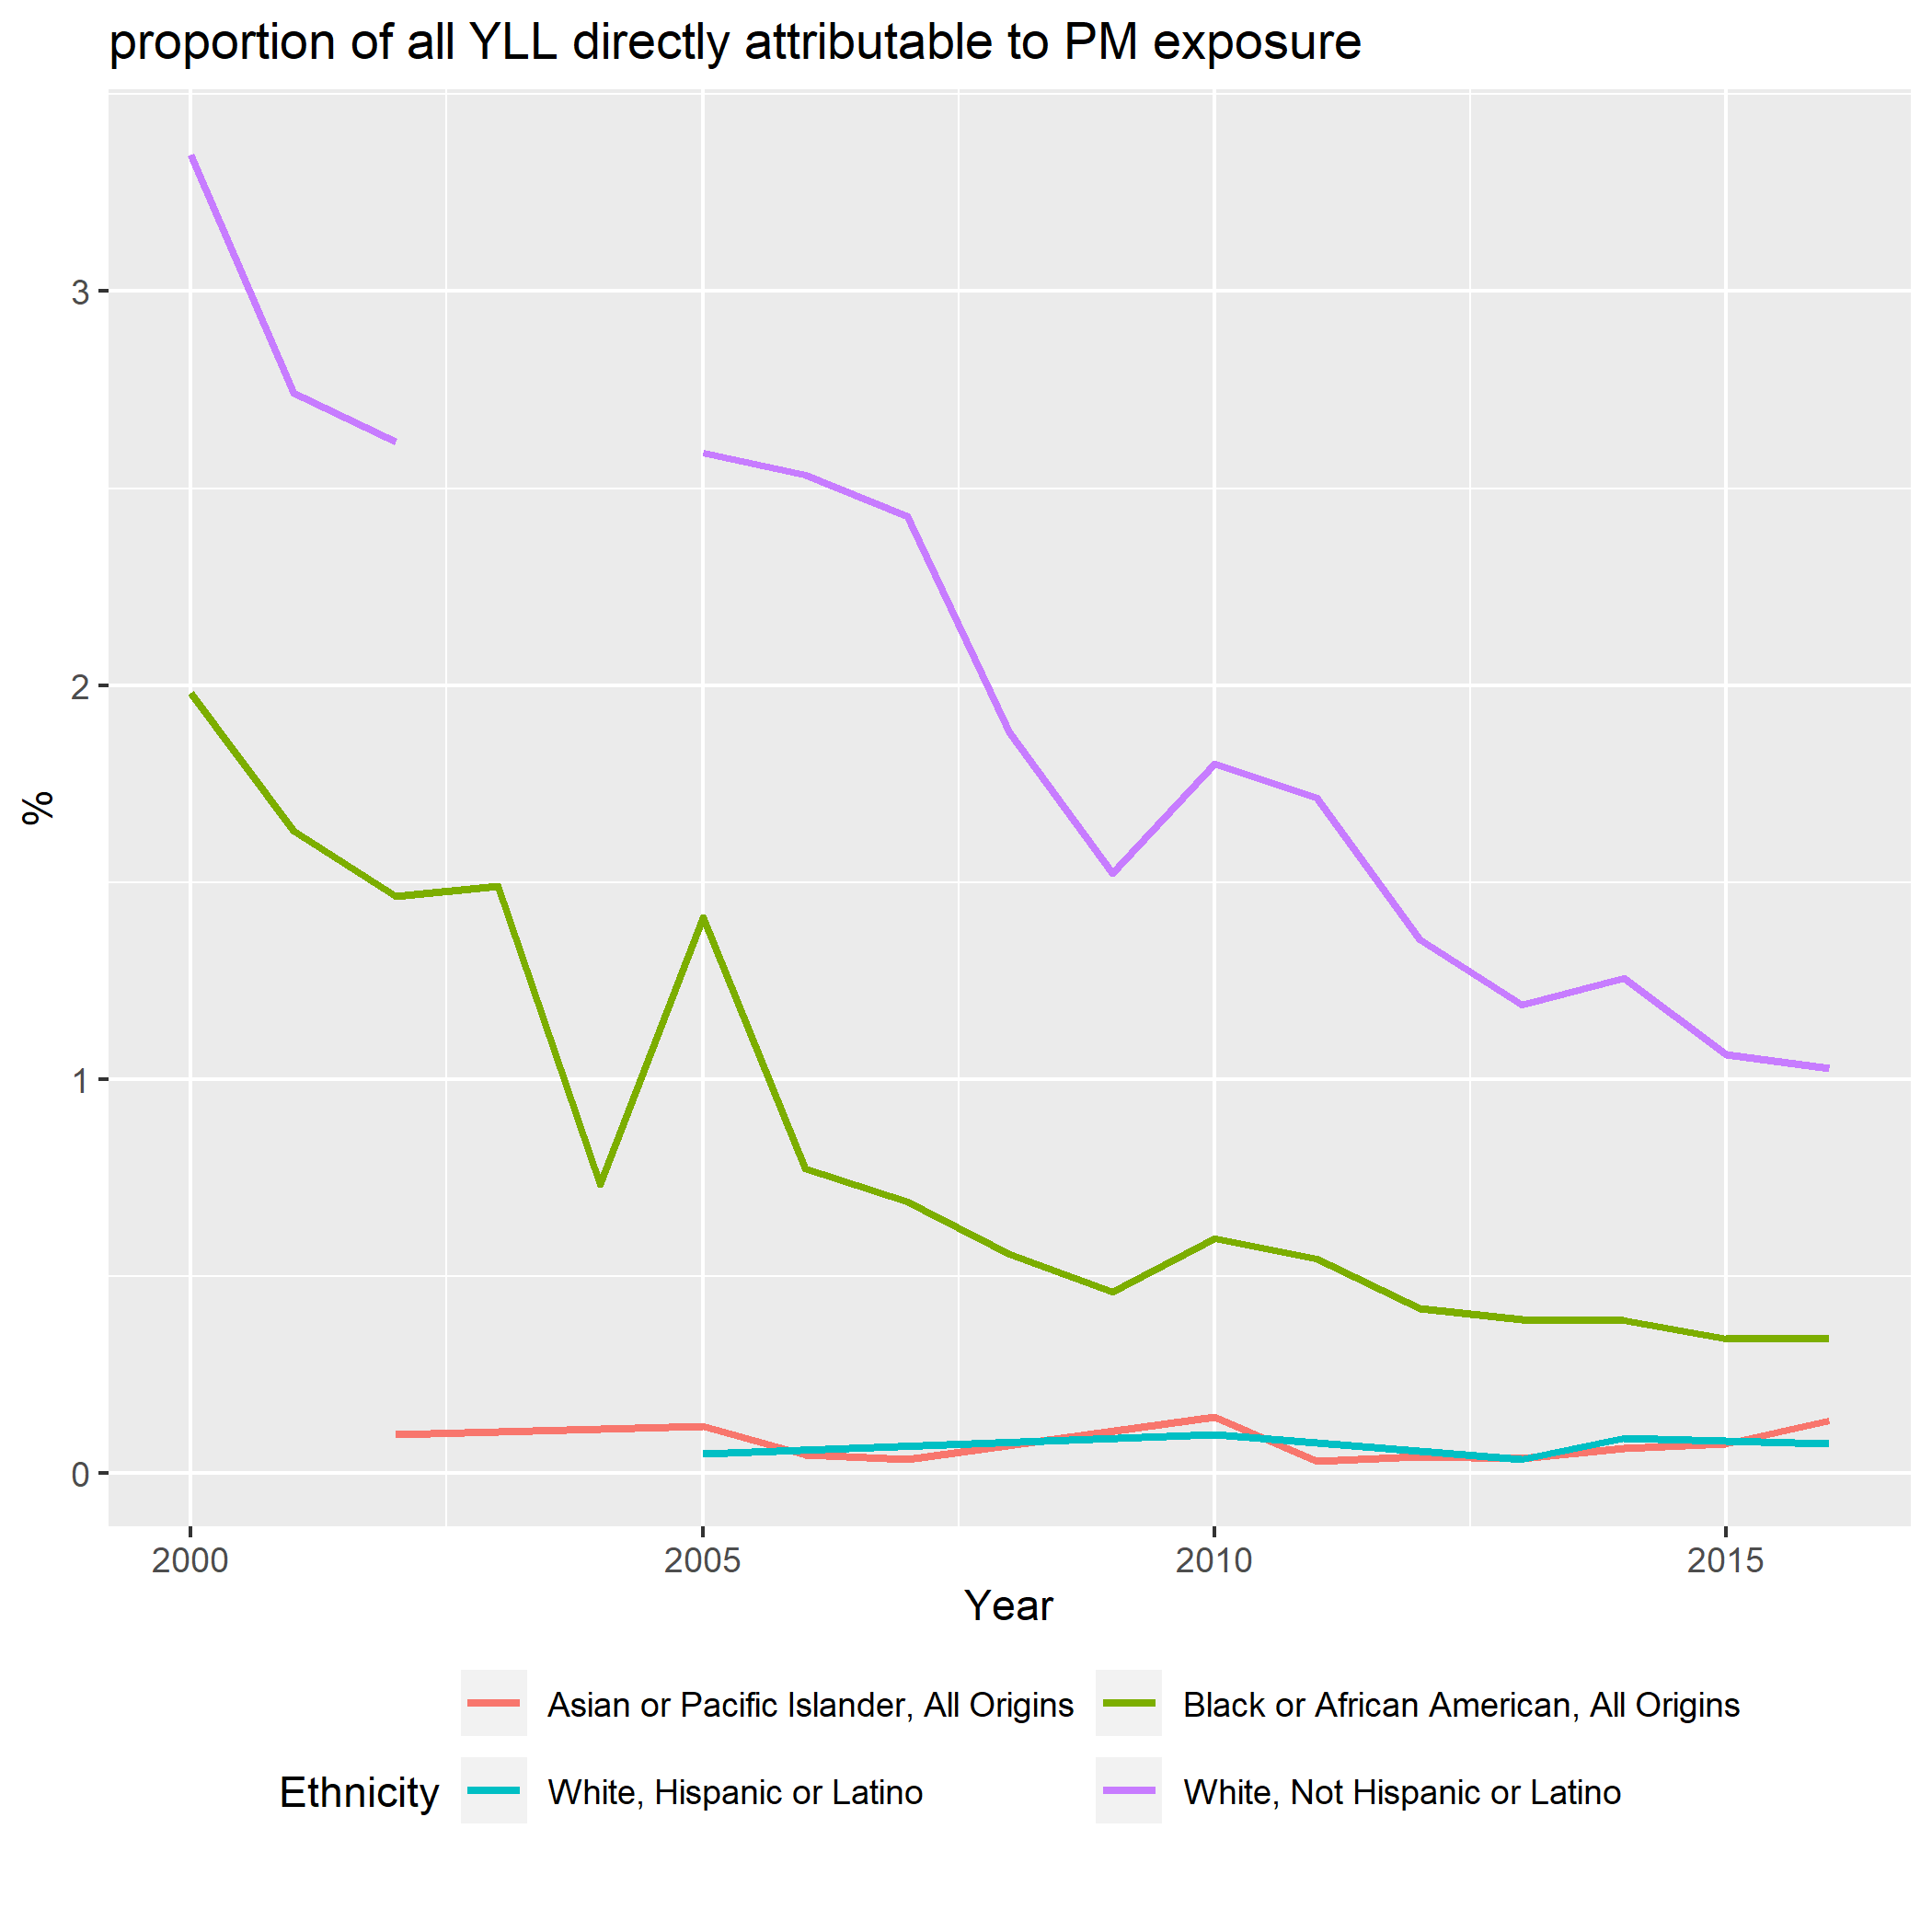 proportion of all YLL directly attributable to PM exposure
3
2
1
0
%
2000 2005 2010 2015
Year
Asian or Pacific Islander, All Origins Black or African American, All Origins
Ethnicity White, Hispanic or Latino White, Not Hispanic or Latino